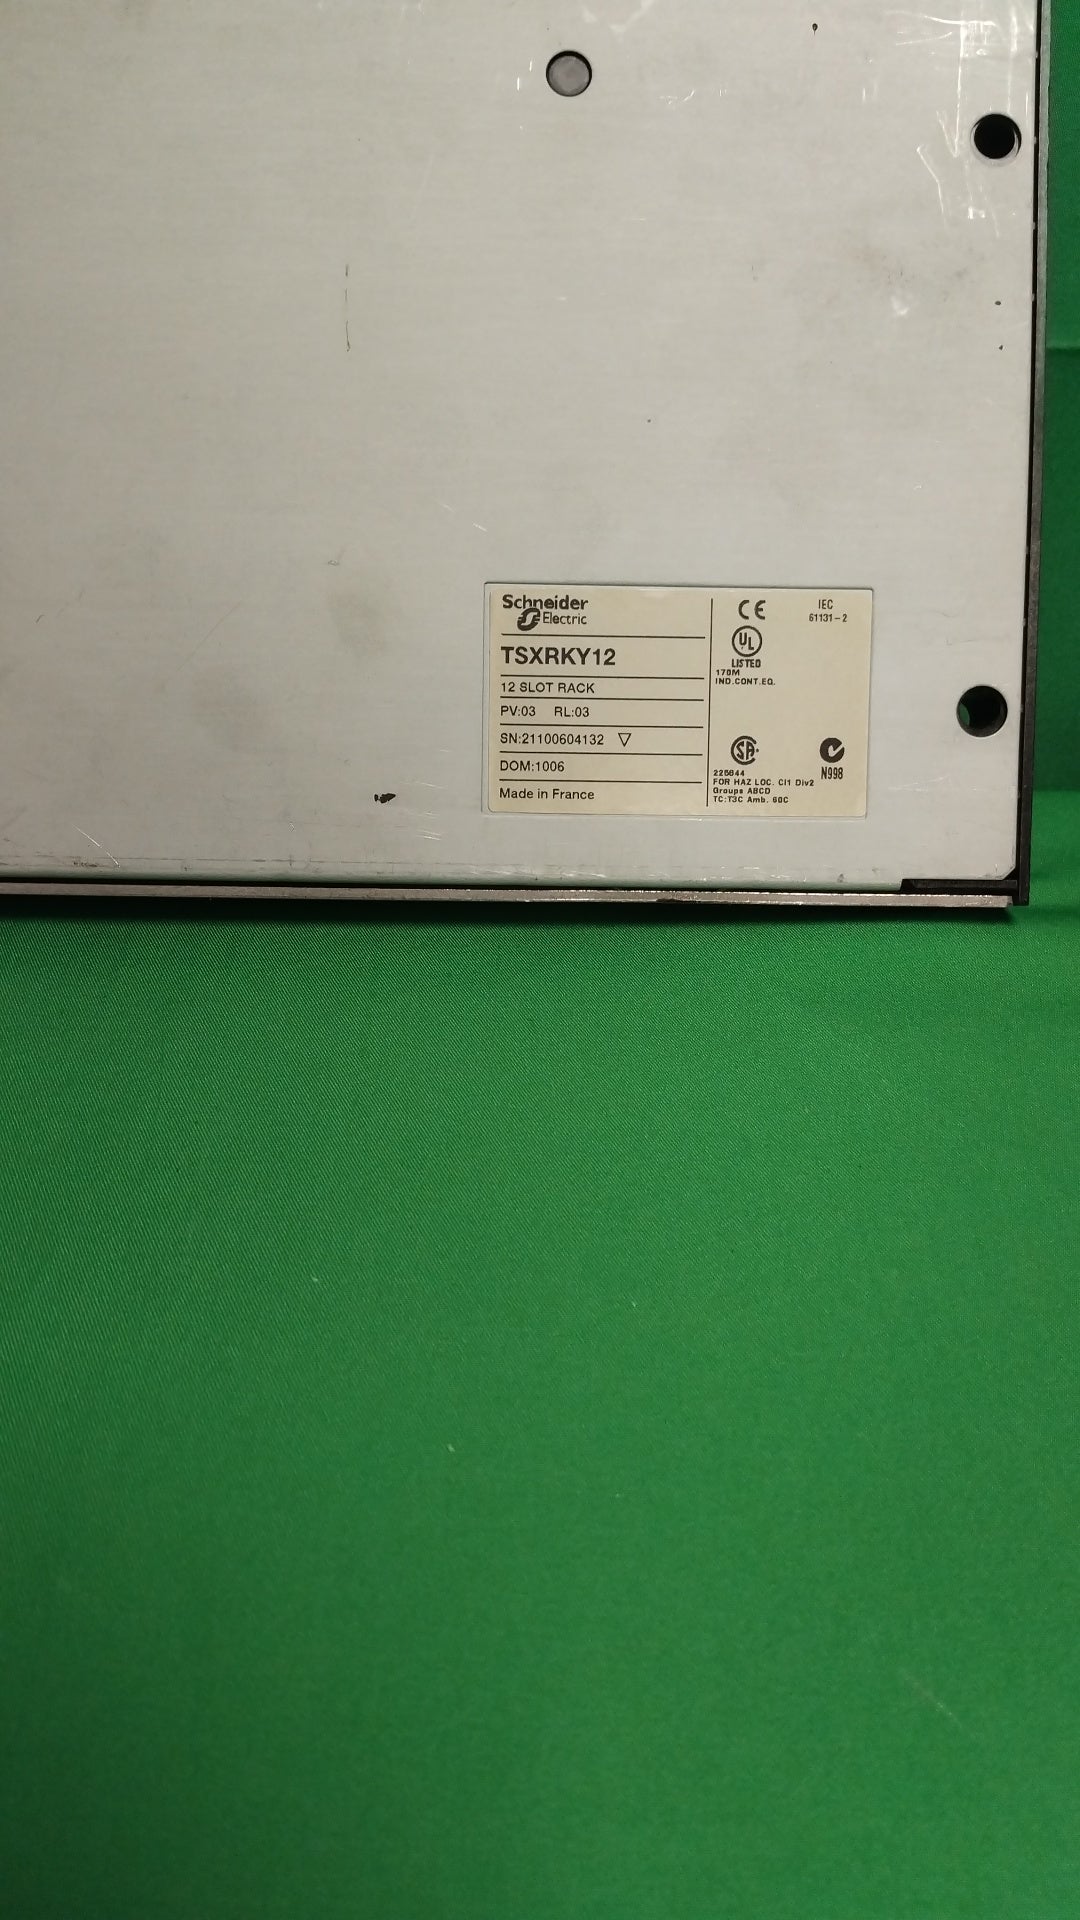 Schneider
Electric
TSXRKY12
12 SLOT RACK
PV:03 RL:03
SN:21100604132 ▽
DOM:1006
Made in France
CE
IEC
61131-2
UL
LISTED
170M
IND.CONT.EQ.
SA
N998
225644
FOR HAZ LOC. Cl1 Div2
Groups ABCD
TC:T3C Amb. 60C